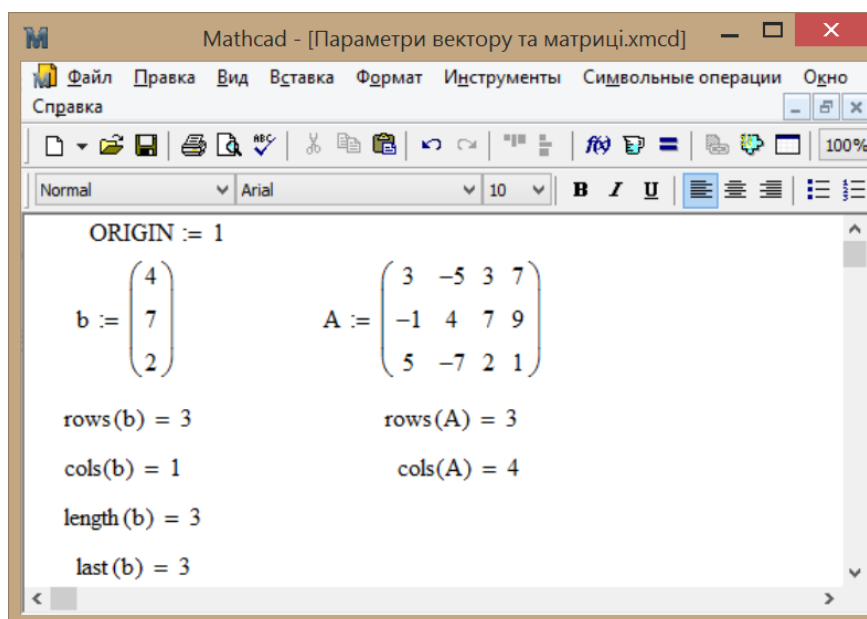 Mathcad - [Параметри вектору та матриці.xmcd]
Файл Правка Вид Вставка Формат Инструменты Символьные операции Окно
Справка
ABC f(x) 100%
Normal Arial 10 B I U
ORIGIN := 1
b := (4 7 2) A := (3 −5 3 7
−1 4 7 9
5 −7 2 1)
rows(b) = 3 rows(A) = 3
cols(b) = 1 cols(A) = 4
length(b) = 3
last(b) = 3